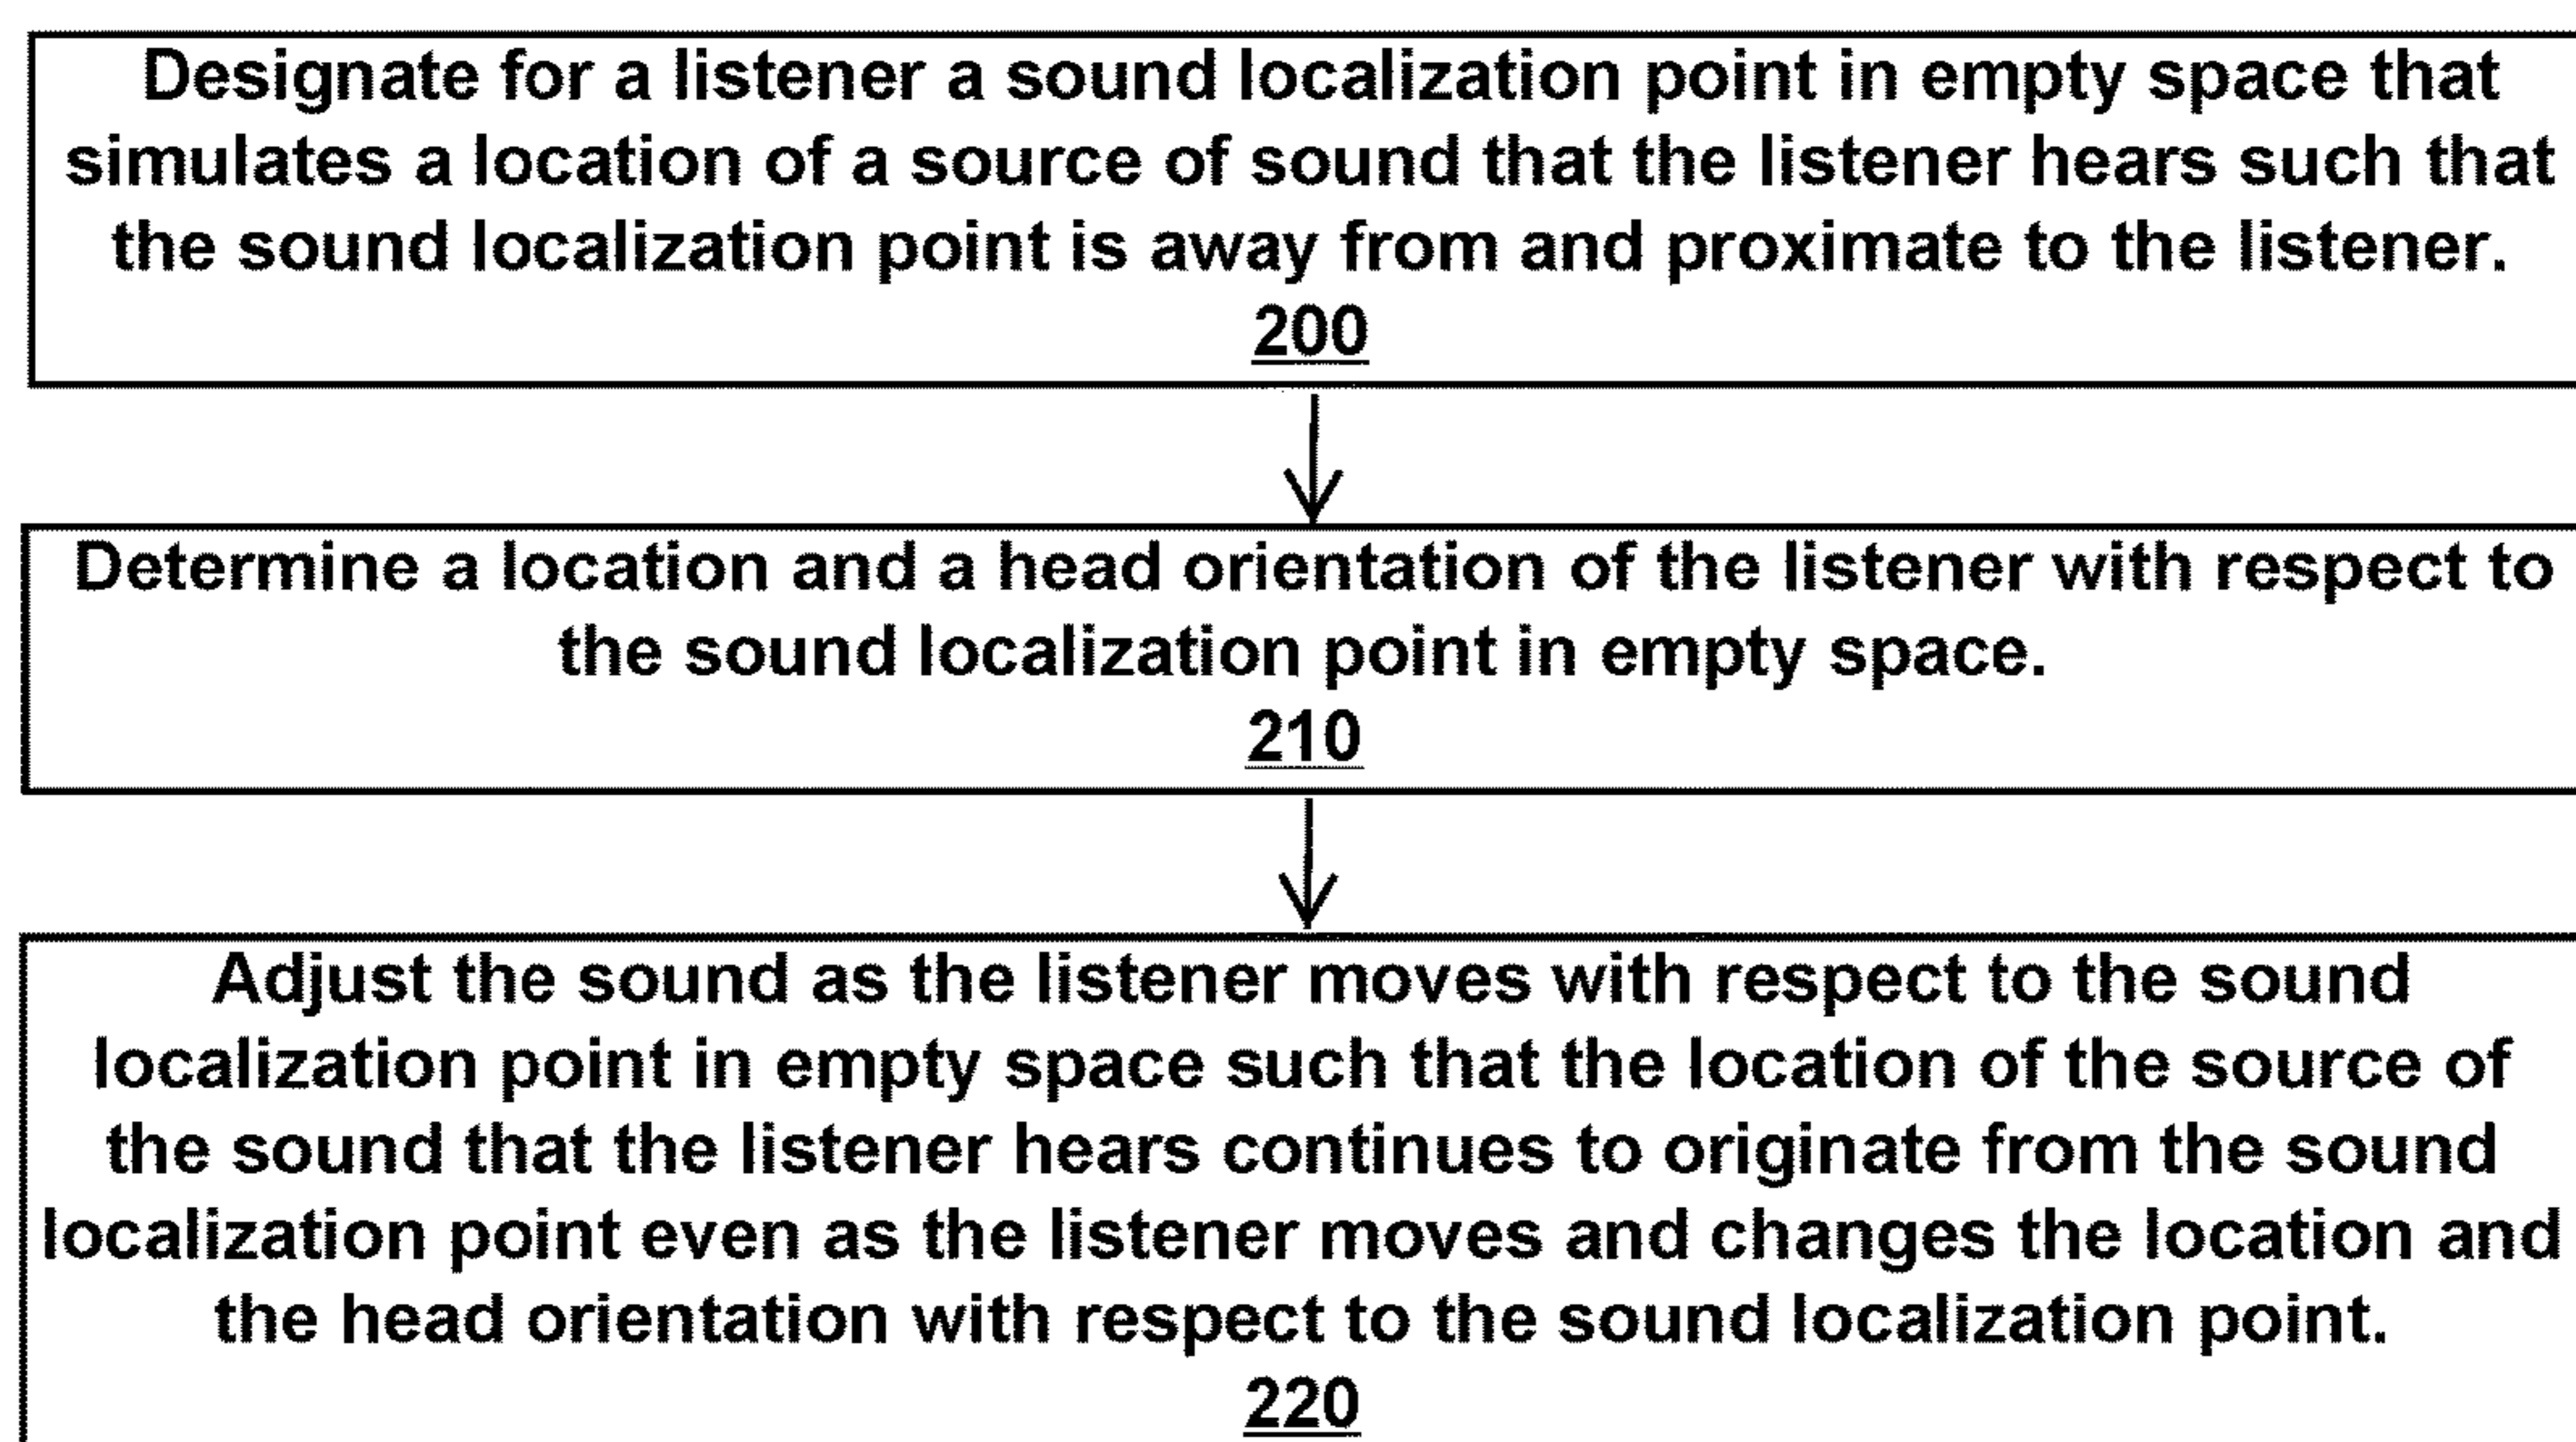 Designate for a listener a sound localization point in empty space that
simulates a location of a source of sound that the listener hears such that
the sound localization point is away from and proximate to the listener.
200
Determine a location and a head orientation of the listener with respect to
the sound localization point in empty space.
210
Adjust the sound as the listener moves with respect to the sound
localization point in empty space such that the location of the source of
the sound that the listener hears continues to originate from the sound
localization point even as the listener moves and changes the location and
the head orientation with respect to the sound localization point.
220